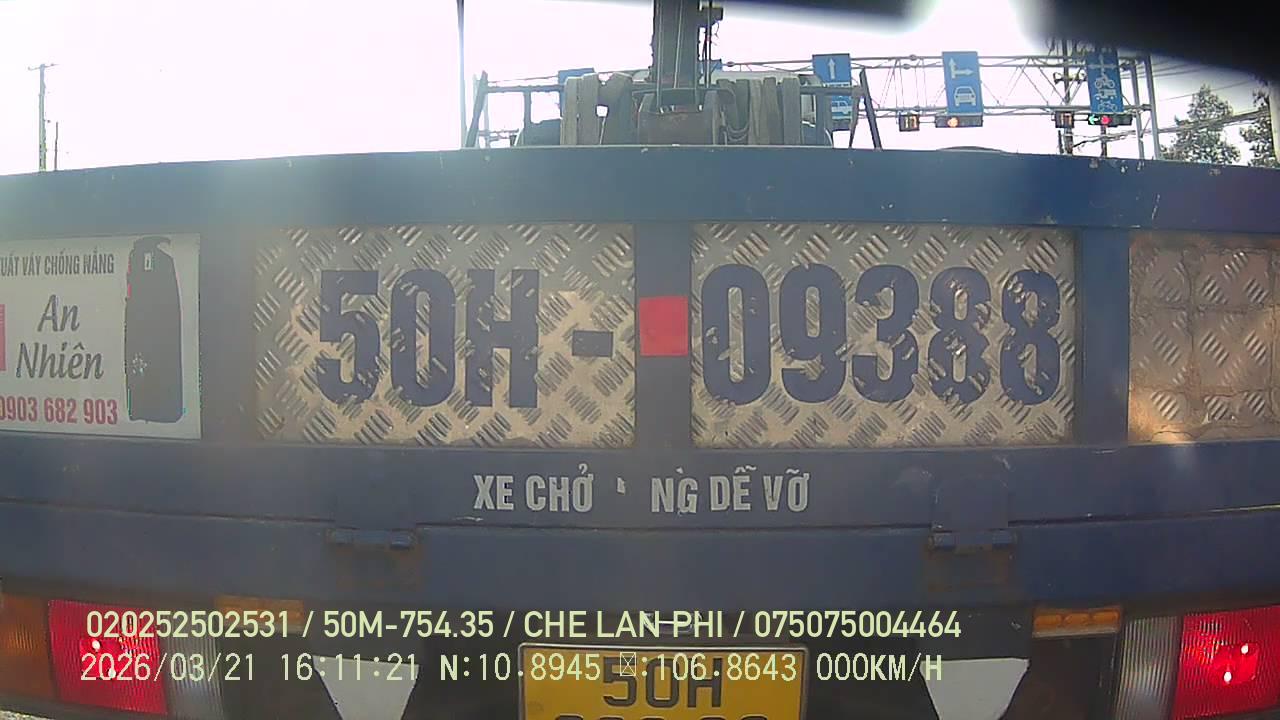 XUẤT VÁY CHỐNG NẮNG
An
Nhiên
0903 682 903
50H - 09388
XE CHỞ NG DỄ VỠ
020252502531 / 50M-754.35 / CHE LAN PHI / 075075004464
2026/03/21 16:11:21 N:10.8945 :106.8643 000KM/H
50H